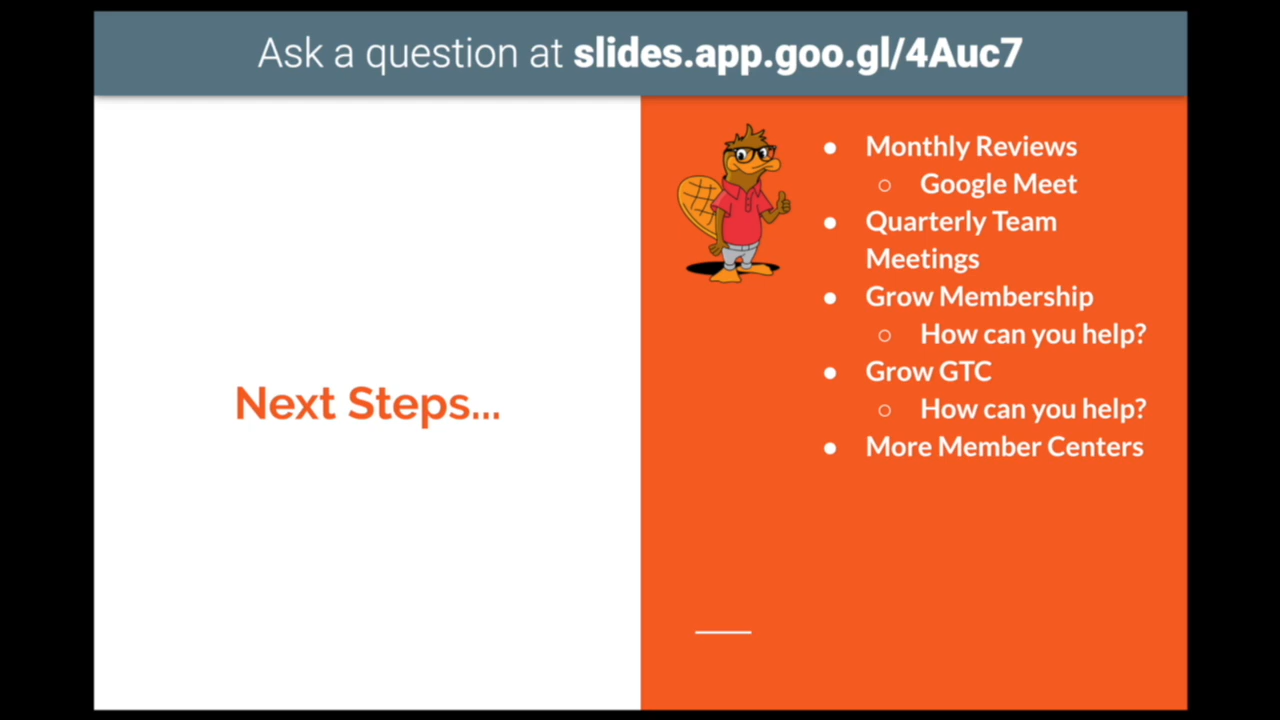 Ask a question at slides.app.goo.gl/4Auc7
Next Steps...
● Monthly Reviews
○ Google Meet
● Quarterly Team
Meetings
● Grow Membership
○ How can you help?
● Grow GTC
○ How can you help?
● More Member Centers